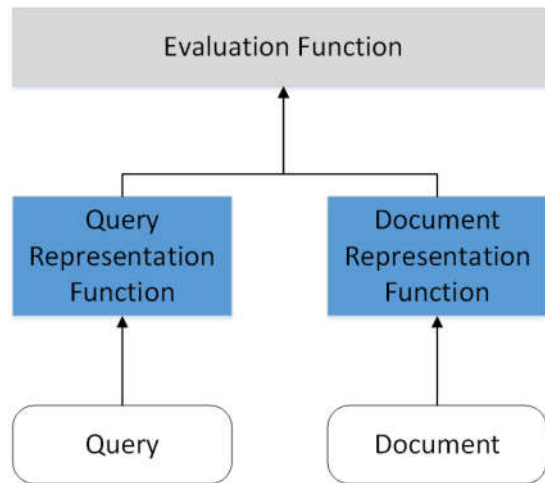 Evaluation Function
Query
Representation
Function
Document
Representation
Function
Query
Document